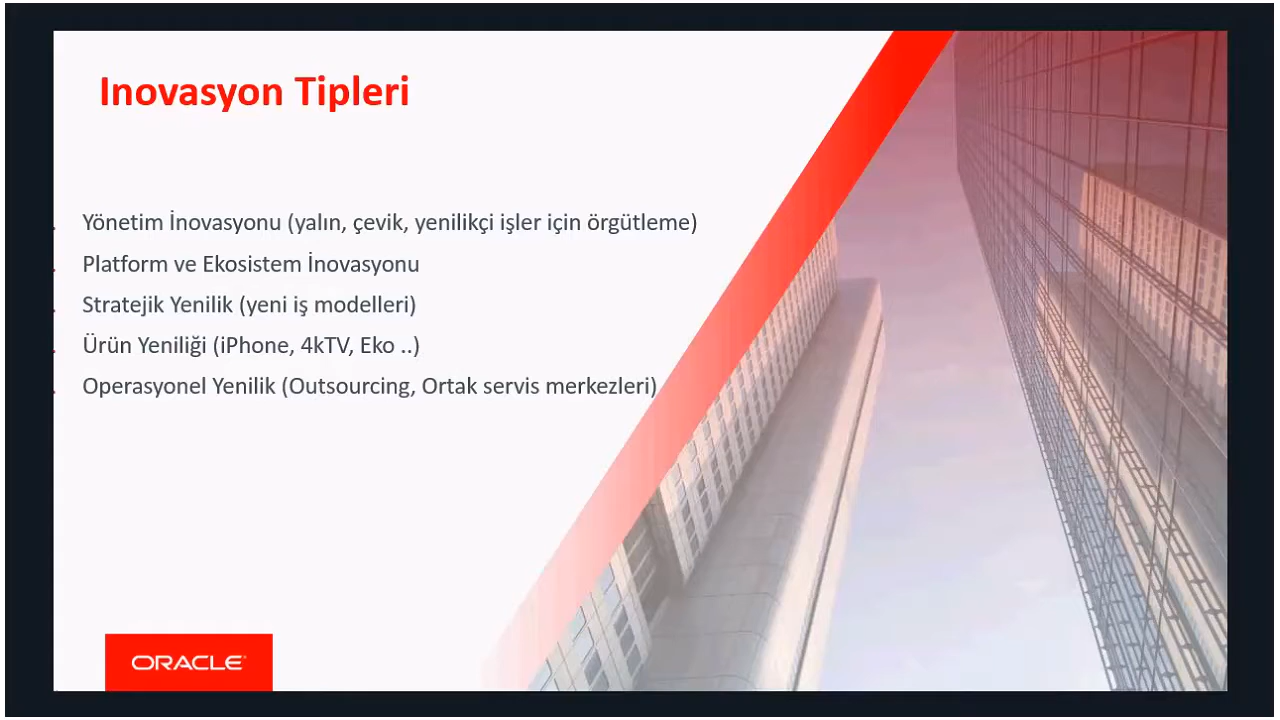 Inovasyon Tipleri
Yönetim İnovasyonu (yalın, çevik, yenilikçi işler için örgütleme)
Platform ve Ekosistem İnovasyonu
Stratejik Yenilik (yeni iş modelleri)
Ürün Yeniliği (iPhone, 4kTV, Eko ..)
Operasyonel Yenilik (Outsourcing, Ortak servis merkezleri)
ORACLE